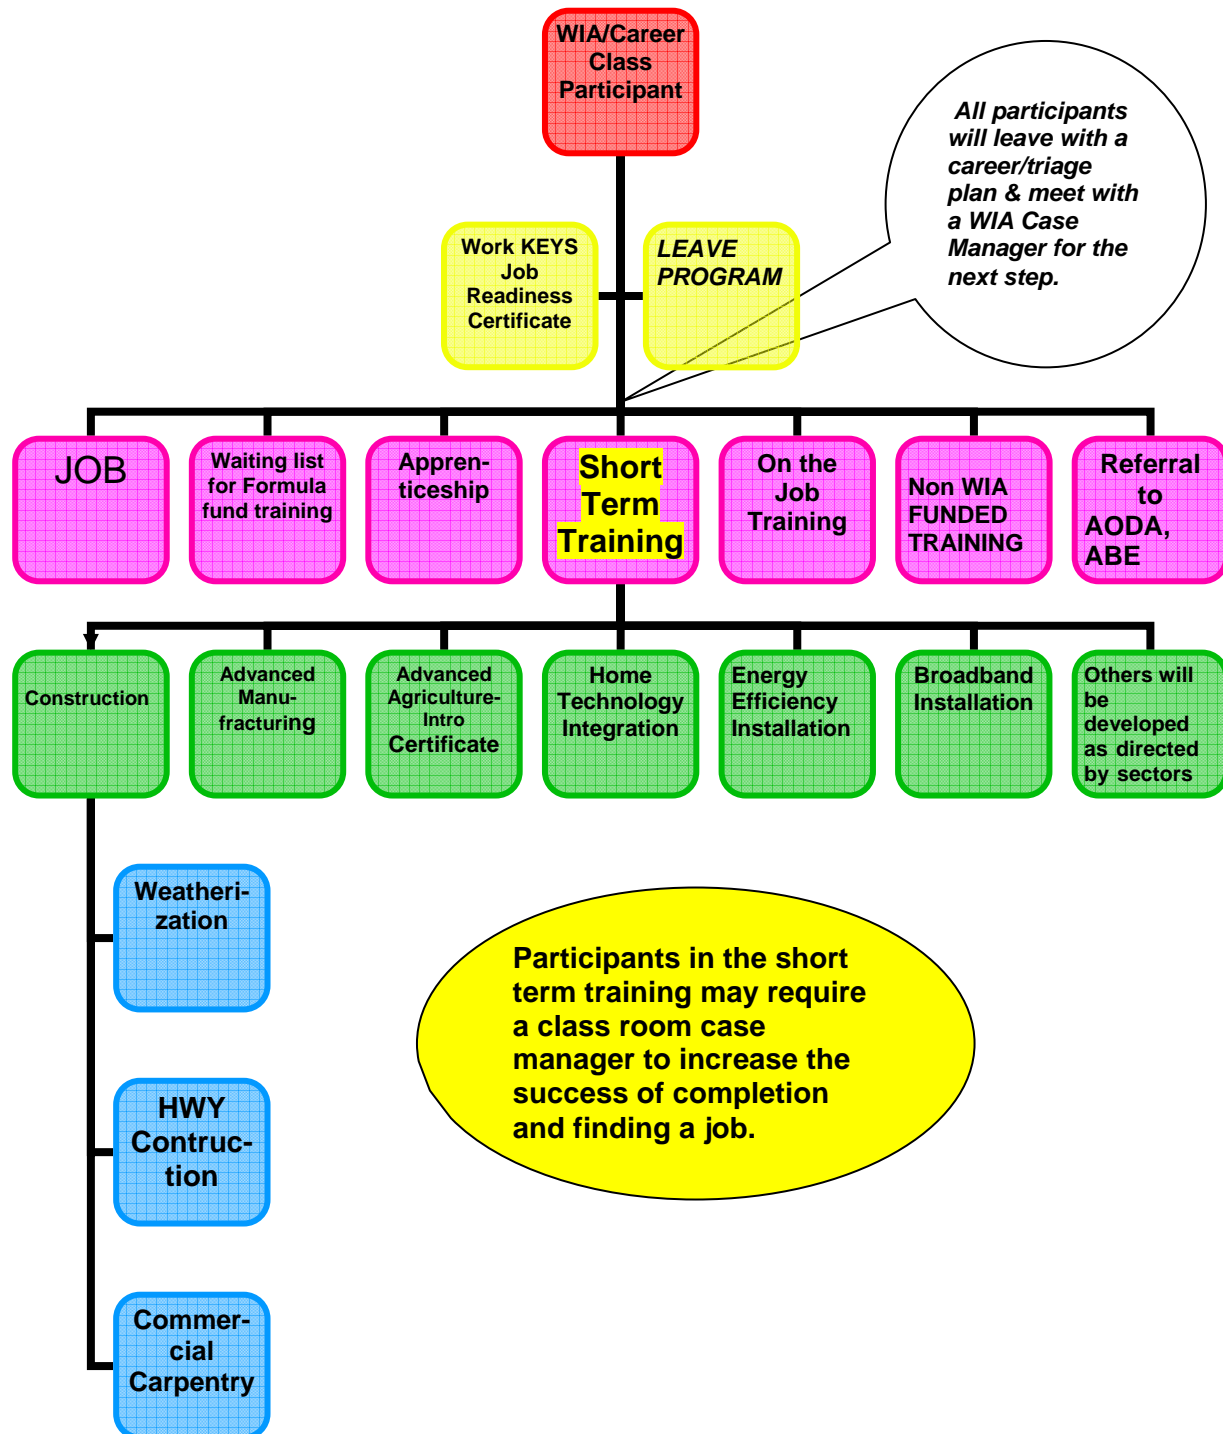 WIA/Career
Class
Participant
All participants
will leave with a
career/triage
plan & meet with
a WIA Case
Manager for the
next step.
Work KEYS
Job
Readiness
Certificate
LEAVE
PROGRAM
JOB
Waiting list
for Formula
fund training
Appren-
ticeship
Short
Term
Training
On the
Job
Training
Non WIA
FUNDED
TRAINING
Referral
to
AODA,
ABE
Construction
Advanced
Manu-
fracturing
Advanced
Agriculture-
Intro
Certificate
Home
Technology
Integration
Energy
Efficiency
Installation
Broadband
Installation
Others will
be
developed
as directed
by sectors
Weatheri-
zation
HWY
Contruc-
tion
Commer-
cial
Carpentry
Participants in the short
term training may require
a class room case
manager to increase the
success of completion
and finding a job.